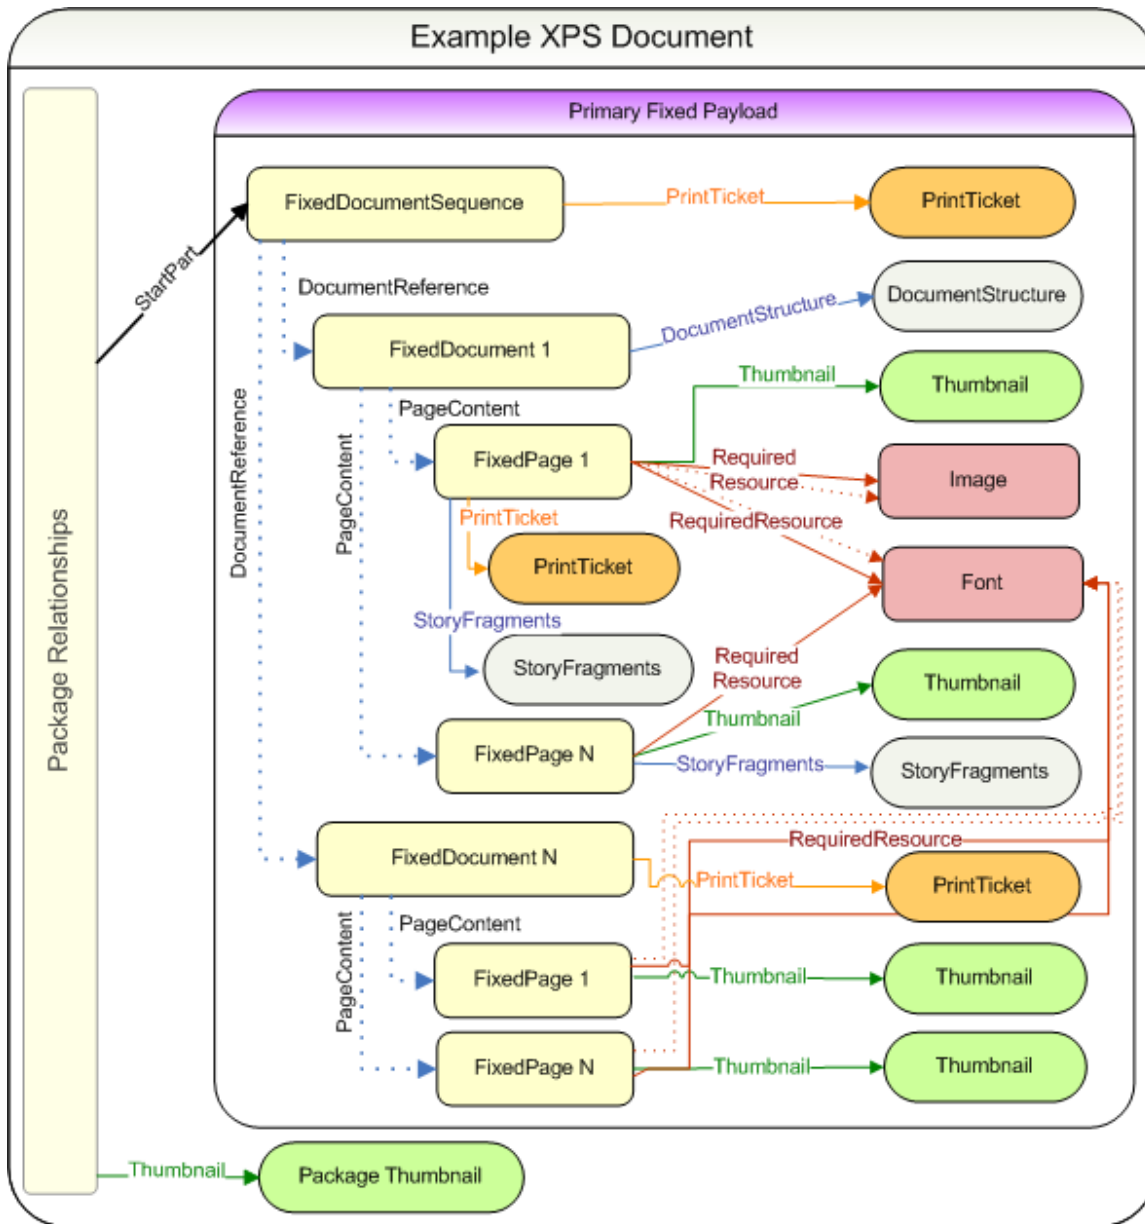 Example XPS Document
Package Relationships
Primary Fixed Payload
StartPart
FixedDocumentSequence
PrintTicket
PrintTicket
DocumentReference
DocumentReference
FixedDocument 1
DocumentStructure
DocumentStructure
PageContent
PageContent
FixedPage 1
Thumbnail
Thumbnail
Required
Resource
Image
RequiredResource
Font
PrintTicket
PrintTicket
StoryFragments
StoryFragments
FixedPage N
Required
Resource
Thumbnail
Thumbnail
StoryFragments
StoryFragments
FixedDocument N
RequiredResource
PrintTicket
PrintTicket
PageContent
PageContent
FixedPage 1
Thumbnail
Thumbnail
FixedPage N
Thumbnail
Thumbnail
Thumbnail
Package Thumbnail